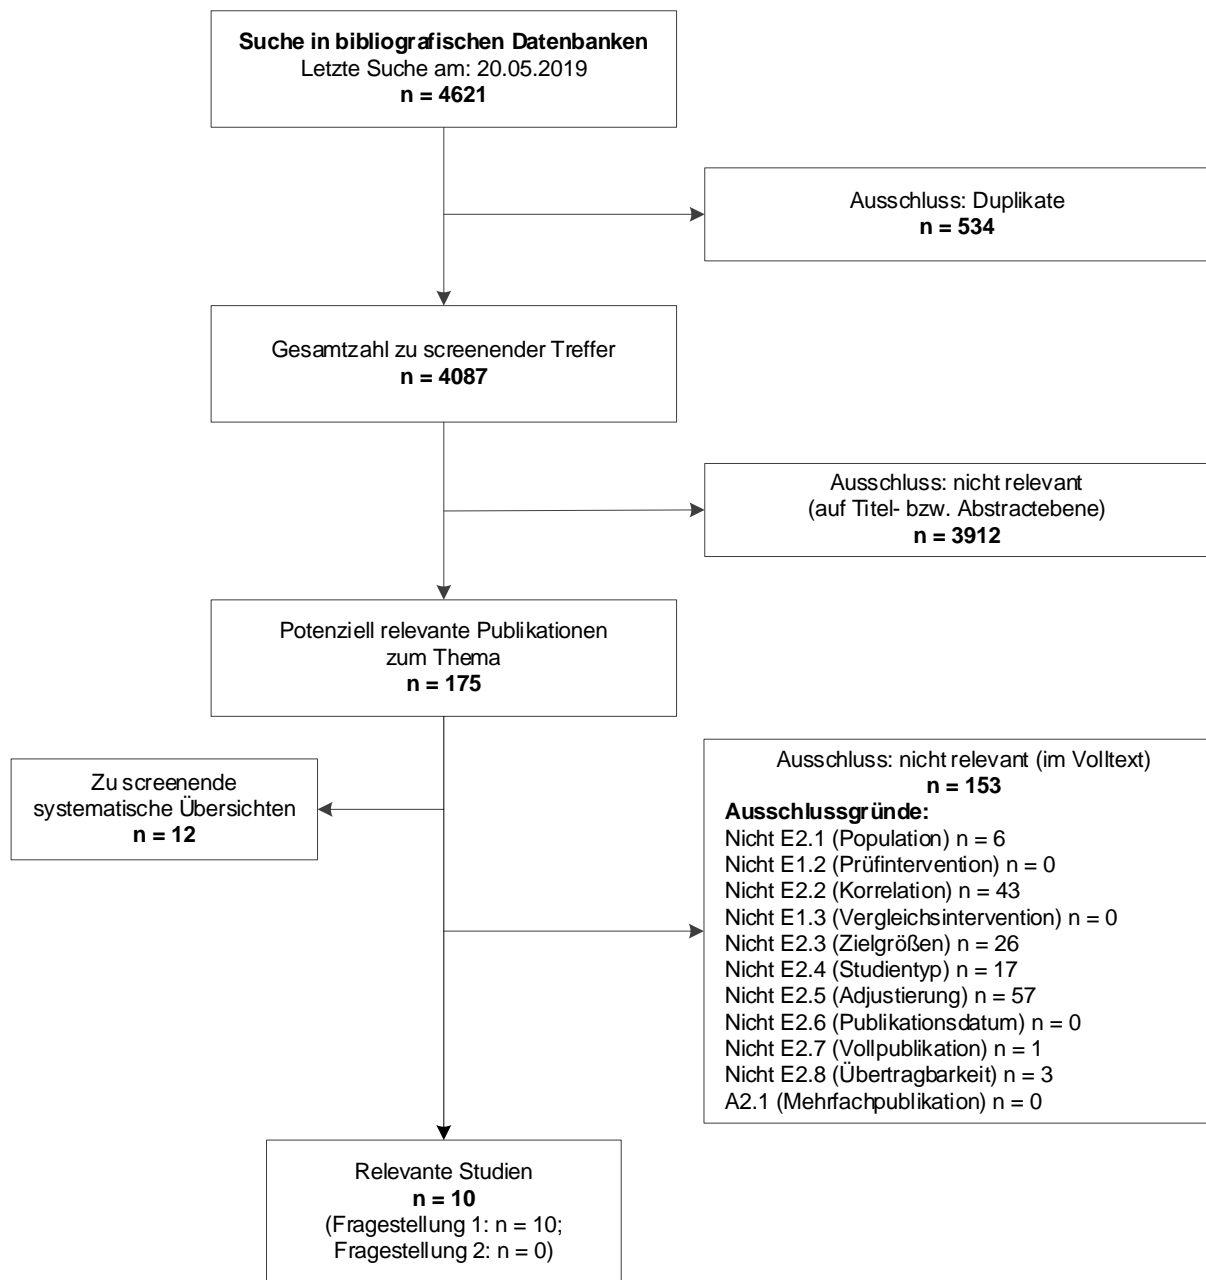 Suche in bibliografischen Datenbanken
Letzte Suche am: 20.05.2019
n = 4621
Ausschluss: Duplikate
n = 534
Gesamtzahl zu screenender Treffer
n = 4087
Ausschluss: nicht relevant
(auf Titel- bzw. Abstractebene)
n = 3912
Potenziell relevante Publikationen
zum Thema
n = 175
Zu screenende
systematische Übersichten
n = 12
Ausschluss: nicht relevant (im Volltext)
n = 153
Ausschlussgründe:
Nicht E2.1 (Population) n = 6
Nicht E1.2 (Prüfintervention) n = 0
Nicht E2.2 (Korrelation) n = 43
Nicht E1.3 (Vergleichsintervention) n = 0
Nicht E2.3 (Zielgrößen) n = 26
Nicht E2.4 (Studientyp) n = 17
Nicht E2.5 (Adjustierung) n = 57
Nicht E2.6 (Publikationsdatum) n = 0
Nicht E2.7 (Vollpublikation) n = 1
Nicht E2.8 (Übertragbarkeit) n = 3
A2.1 (Mehrfachpublikation) n = 0
Relevante Studien
n = 10
(Fragestellung 1: n = 10;
Fragestellung 2: n = 0)